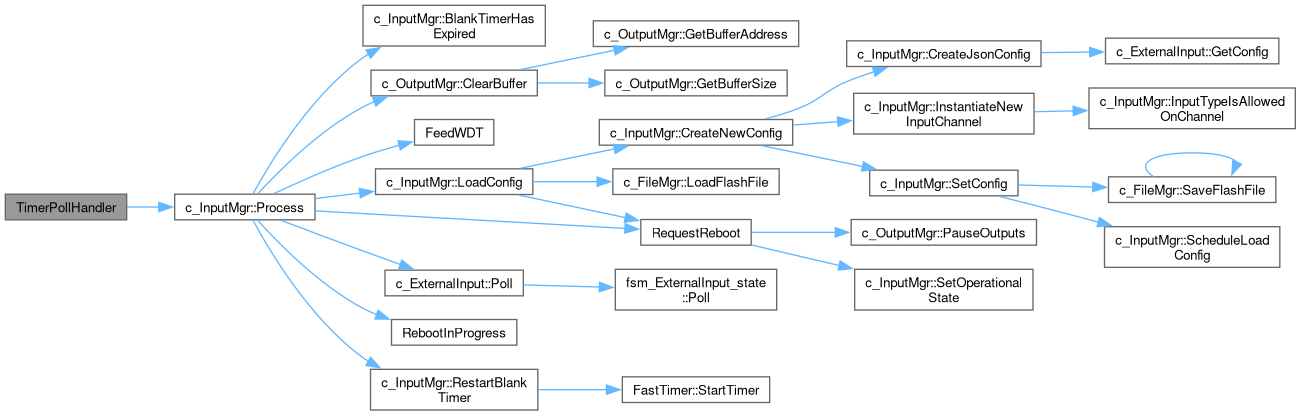 TimerPollHandler
c_InputMgr::Process
c_InputMgr::BlankTimerHas
Expired
c_OutputMgr::ClearBuffer
FeedWDT
c_InputMgr::LoadConfig
c_ExternalInput::Poll
RebootInProgress
c_InputMgr::RestartBlank
Timer
c_OutputMgr::GetBufferAddress
c_OutputMgr::GetBufferSize
c_InputMgr::CreateNewConfig
c_FileMgr::LoadFlashFile
RequestReboot
fsm_ExternalInput_state
::Poll
FastTimer::StartTimer
c_InputMgr::CreateJsonConfig
c_InputMgr::InstantiateNew
InputChannel
c_InputMgr::SetConfig
c_OutputMgr::PauseOutputs
c_InputMgr::SetOperational
State
c_ExternalInput::GetConfig
c_InputMgr::InputTypeIsAllowed
OnChannel
c_FileMgr::SaveFlashFile
c_InputMgr::ScheduleLoad
Config